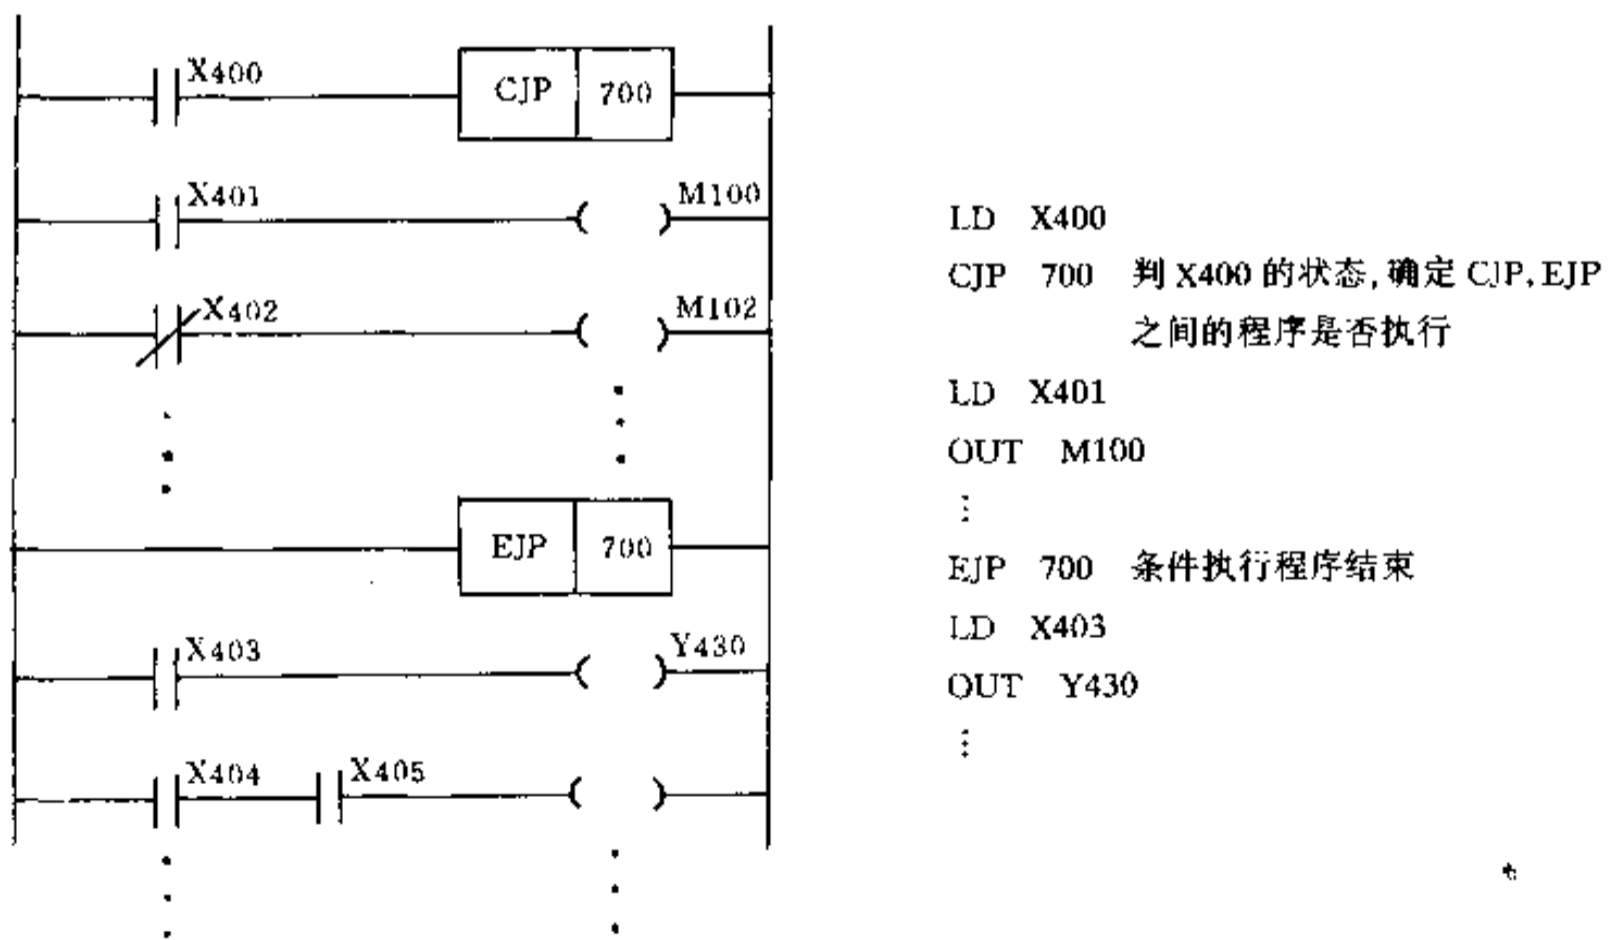 X400
CJP 700
X401
M100
X402
M102
EJP 700
X403
Y430
X404 X405
LD X400
CJP 700 判 X400 的状态,确定 CJP,EJP
之间的程序是否执行
LD X401
OUT M100
⋮
EJP 700 条件执行程序结束
LD X403
OUT Y430
⋮